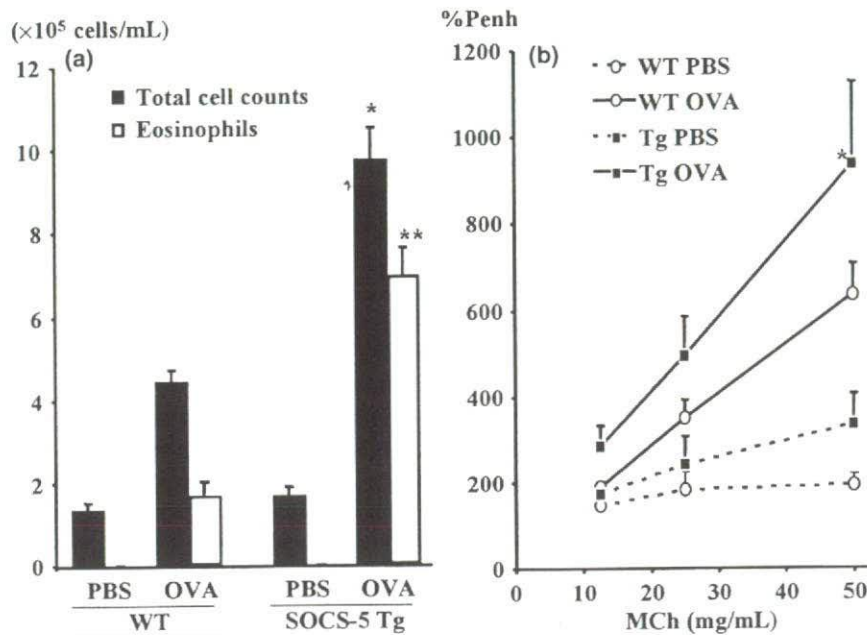 (×10⁵ cells/mL)
(a)
12
10
8
6
4
2
0
Total cell counts
Eosinophils
*
**
PBS OVA PBS OVA
WT SOCS-5 Tg
%Penh
(b)
1200
1000
800
600
400
200
0
WT PBS
WT OVA
Tg PBS
Tg OVA
*
0 10 20 30 40 50
MCh (mg/mL)